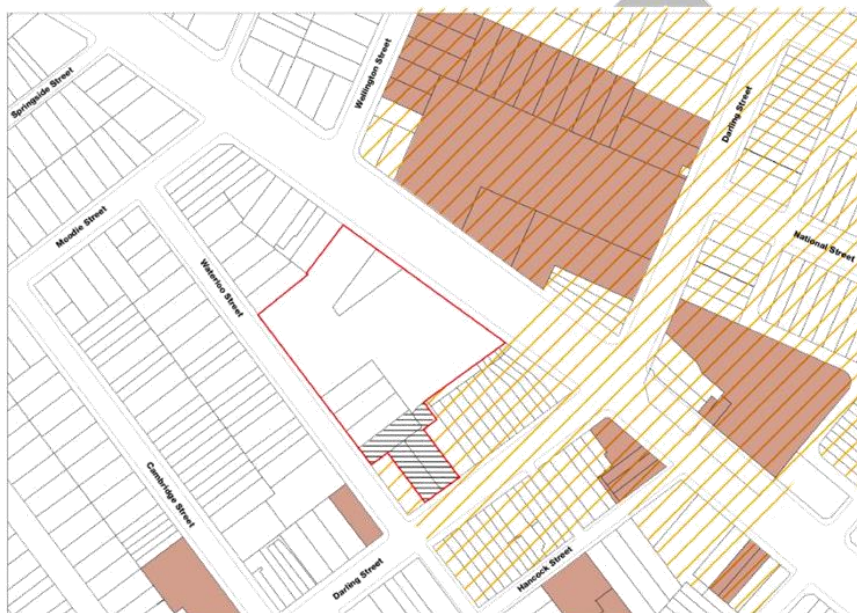 Springside Street
Wellington Street
Darling Street
Moodie Street
National Street
Waterloo Street
Cambridge Street
Darling Street
Hancock Street